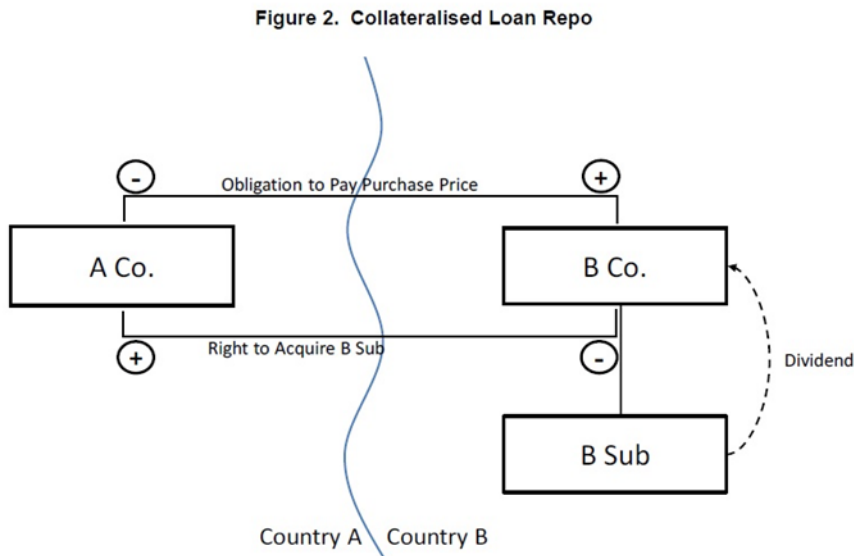 Figure 2. Collateralised Loan Repo
- +
Obligation to Pay Purchase Price
A Co. B Co.
+ Right to Acquire B Sub -
Dividend
B Sub
Country A Country B